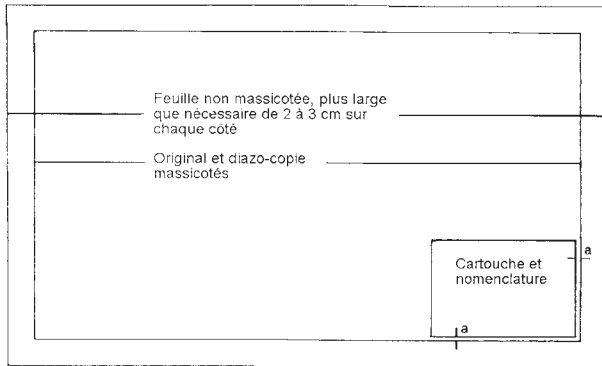 Feuille non massicotée, plus large
que nécessaire de 2 à 3 cm sur
chaque côté
Original et diazo-copie
massicotés
a
Cartouche et
nomenclature
a